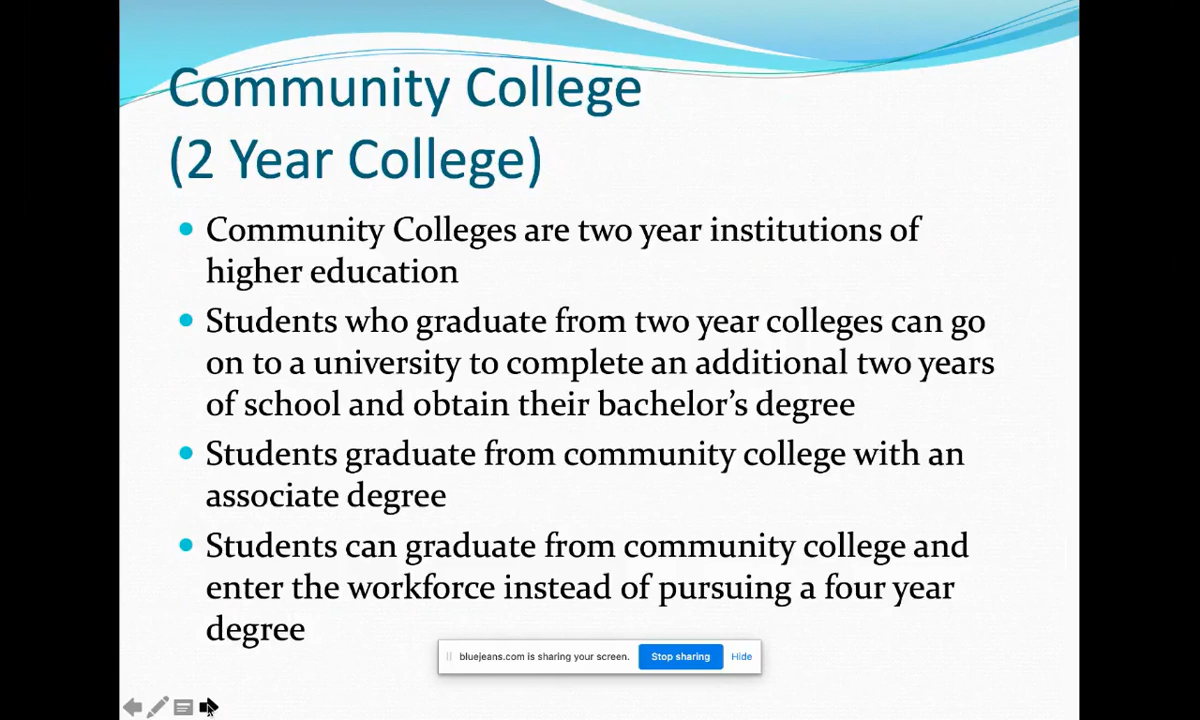 Community College
(2 Year College)
Community Colleges are two year institutions of
higher education
Students who graduate from two year colleges can go
on to a university to complete an additional two years
of school and obtain their bachelor's degree
Students graduate from community college with an
associate degree
Students can graduate from community college and
enter the workforce instead of pursuing a four year
degree
bluejeans.com is sharing your screen. Stop sharing Hide